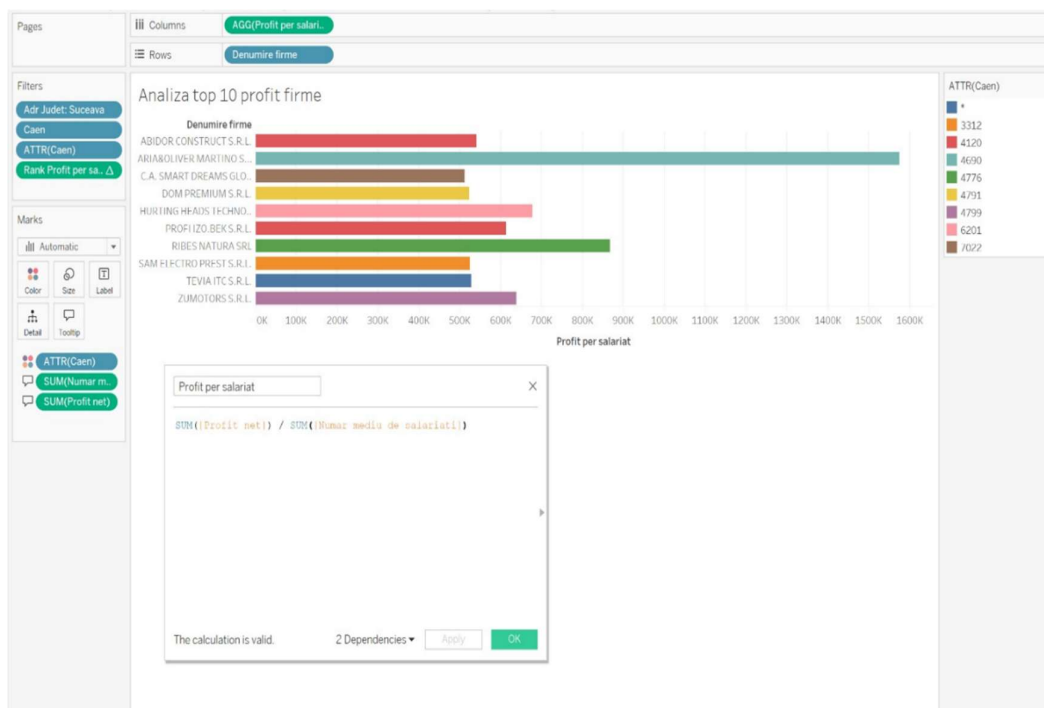 Pages
Columns
AGG(Profit per salari..
Rows
Denumire firme
Filters
Adr Judet: Suceava
Caen
ATTR(Caen)
Rank Profit per sa.. Δ
Marks
Automatic
Color
Size
Label
Detail
Tooltip
ATTR(Caen)
SUM(Numar m..
SUM(Profit net)
Analiza top 10 profit firme
Denumire firme
ABIDOR CONSTRUCT S.R.L.
ARIA&OLIVER MARTINO S...
C.A. SMART DREAMS GLO..
DOM PREMIUM S.R.L.
HURTING HEADS TECHNO..
PROFI IZO.BEK S.R.L.
RIBES NATURA SRL
SAM ELECTRO PREST S.R.L.
TEVIA ITC S.R.L.
ZUMOTORS S.R.L.
0K 100K 200K 300K 400K 500K 600K 700K 800K 900K 1000K 1100K 1200K 1300K 1400K 1500K 1600K
Profit per salariat
Profit per salariat
SUM([Profit net]) / SUM([Numar mediu de salariati])
The calculation is valid.
2 Dependencies
Apply
OK
ATTR(Caen)
*
3312
4120
4690
4776
4791
4799
6201
7022